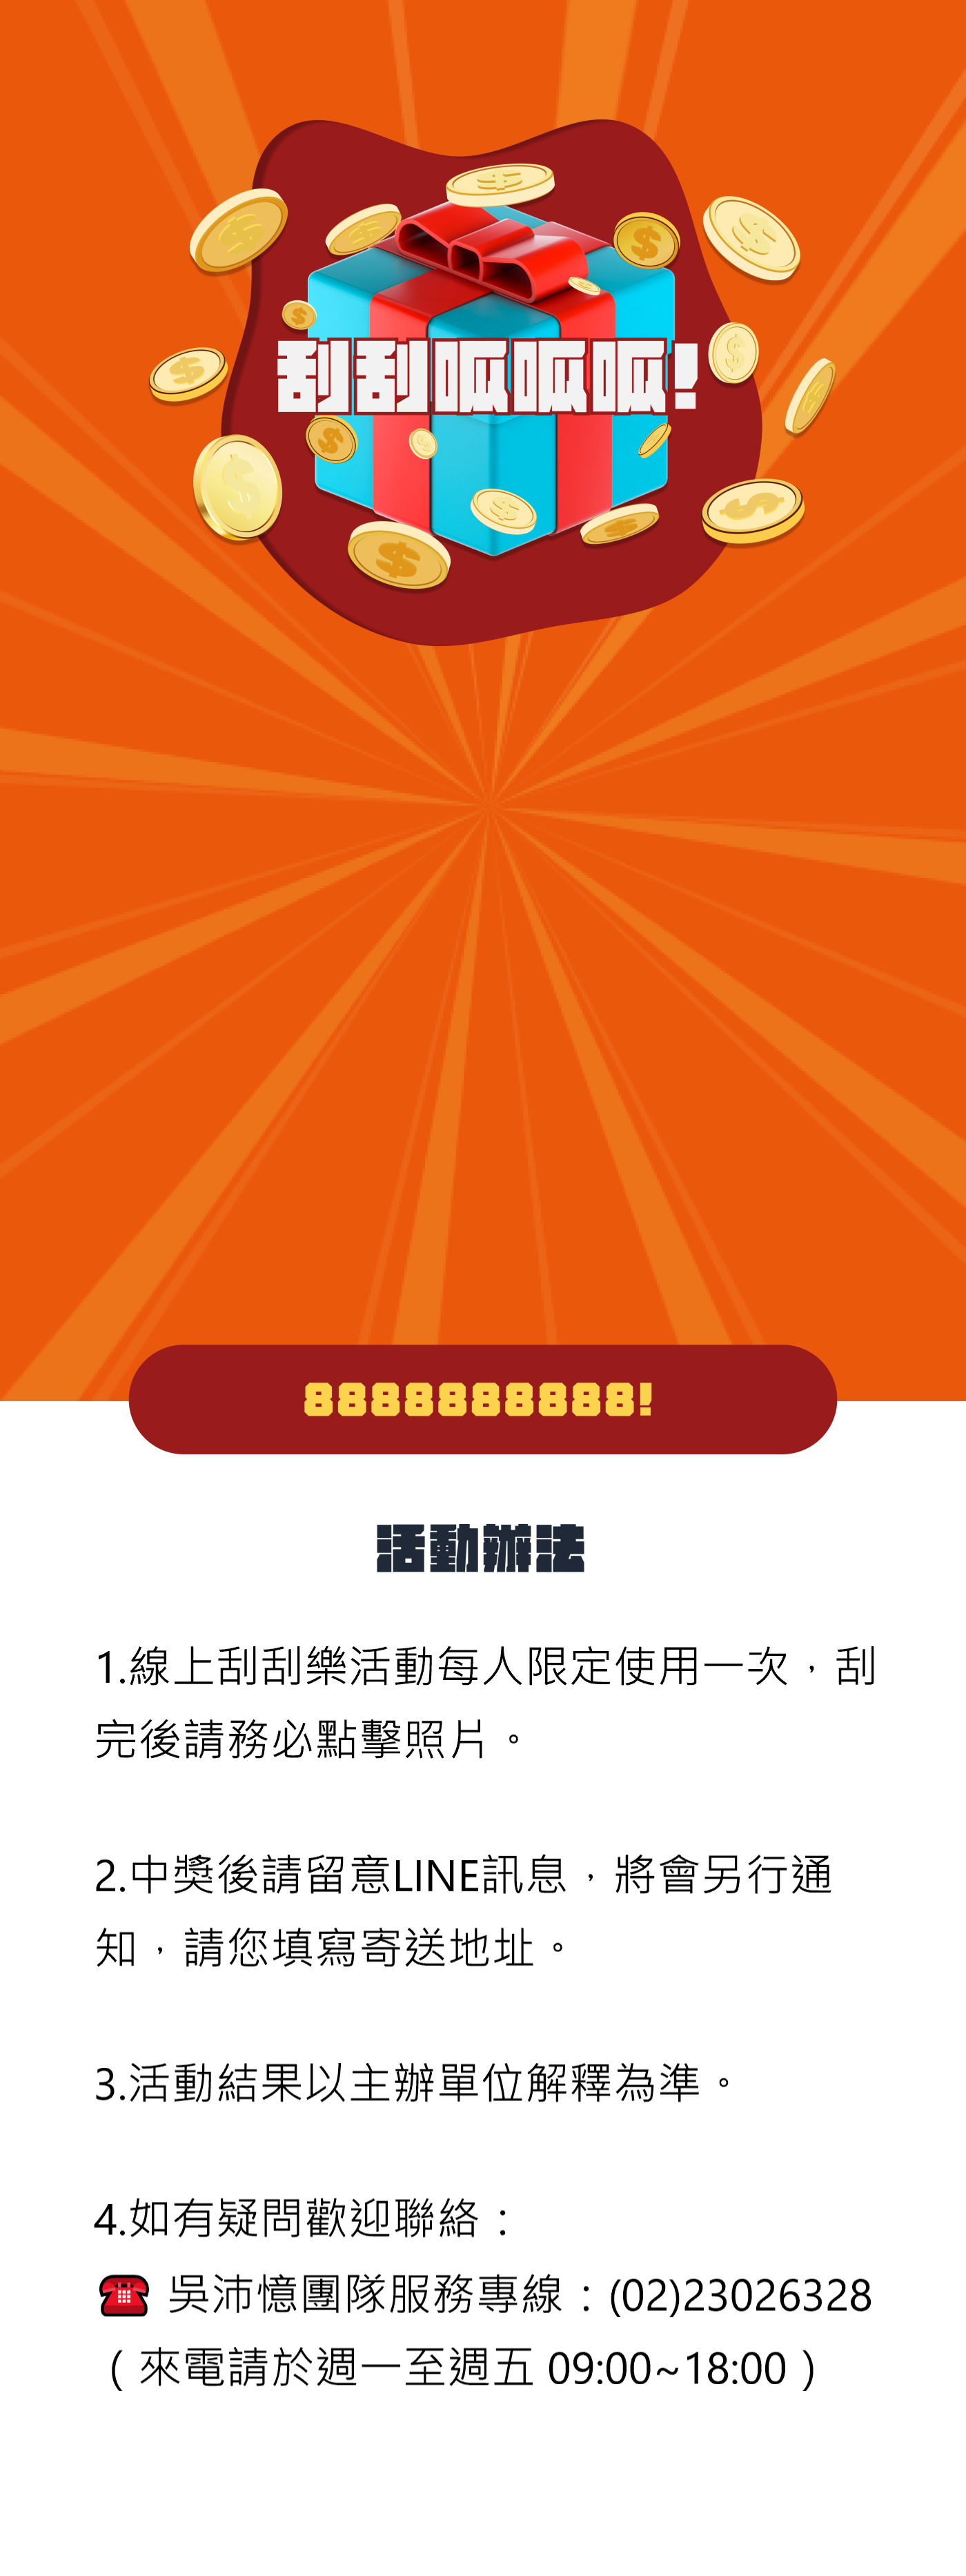 刮刮呱呱呱!
8888888888!
活動辦法
1.線上刮刮樂活動每人限定使用一次，刮
完後請務必點擊照片。
2.中獎後請留意LINE訊息，將會另行通
知，請您填寫寄送地址。
3.活動結果以主辦單位解釋為準。
4.如有疑問歡迎聯絡：
☎️ 吳沛憶團隊服務專線：(02)23026328
（來電請於週一至週五 09:00~18:00）